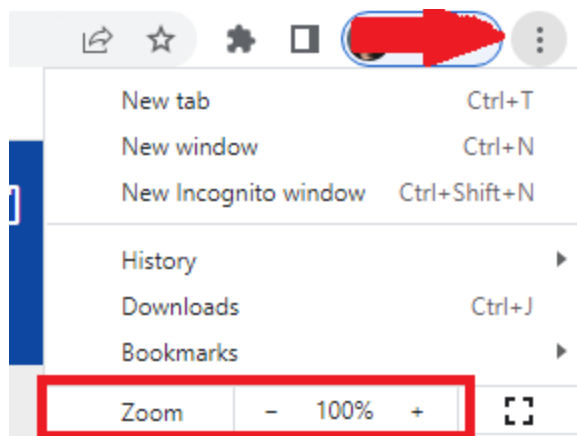 New tab Ctrl+T
New window Ctrl+N
New Incognito window Ctrl+Shift+N
History
Downloads Ctrl+J
Bookmarks
Zoom - 100% +